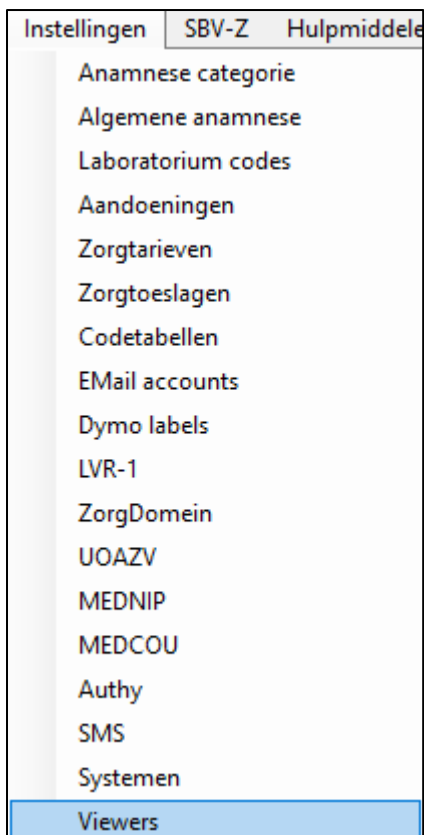 Instellingen SBV-Z Hulpmiddele
Anamnese categorie
Algemene anamnese
Laboratorium codes
Aandoeningen
Zorgtarieven
Zorgtoeslagen
Codetabellen
EMail accounts
Dymo labels
LVR-1
ZorgDomein
UOAZV
MEDNIP
MEDCOU
Authy
SMS
Systemen
Viewers